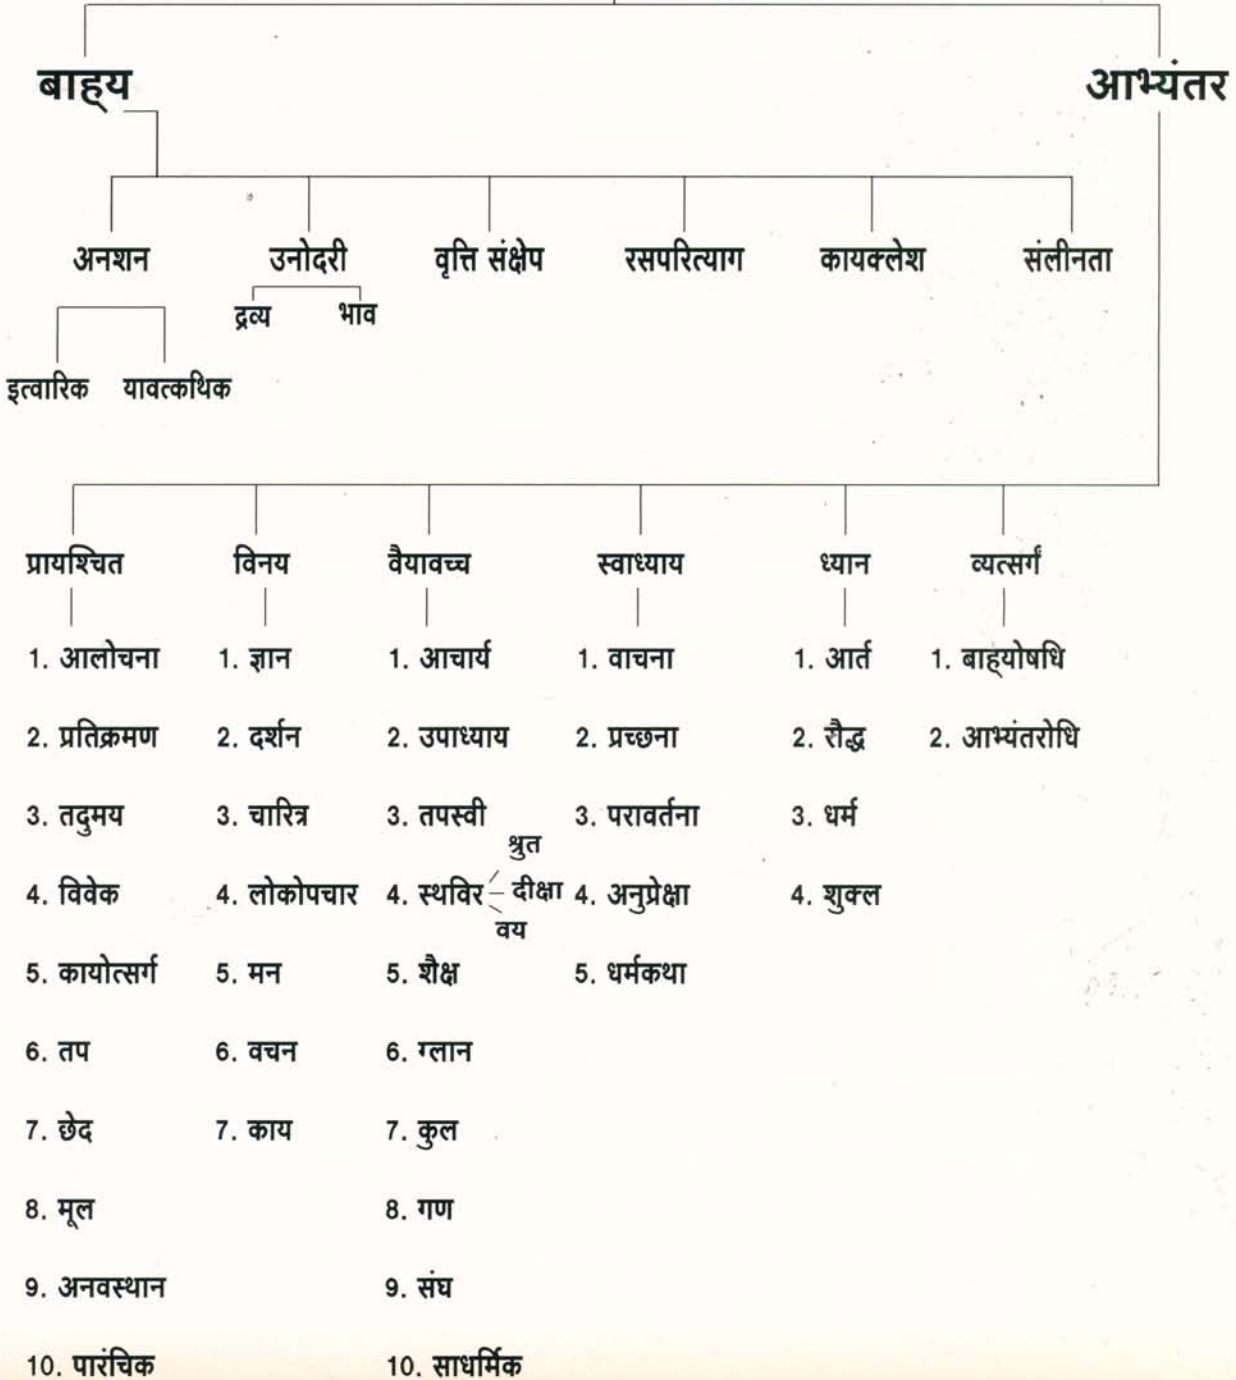 बाह्य आभ्यंतर
अनशन उनोदरी वृत्ति संक्षेप रसपरित्याग कायक्लेश संलीनता
द्रव्य भाव
इत्वारिक यावत्कथिक
प्रायश्चित विनय वैयावच्च स्वाध्याय ध्यान व्यत्सर्ग
1. आलोचना 1. ज्ञान 1. आचार्य 1. वाचना 1. आर्त 1. बाह्योषधि
2. प्रतिक्रमण 2. दर्शन 2. उपाध्याय 2. प्रच्छना 2. रौद्ध 2. आभ्यंतरोधि
3. तदुमय 3. चारित्र 3. तपस्वी 3. परावर्तना 3. धर्म
श्रुत
4. विवेक 4. लोकोपचार 4. स्थविर दीक्षा 4. अनुप्रेक्षा 4. शुक्ल
वय
5. कायोत्सर्ग 5. मन 5. शैक्ष 5. धर्मकथा
6. तप 6. वचन 6. ग्लान
7. छेद 7. काय 7. कुल
8. मूल 8. गण
9. अनवस्थान 9. संघ
10. पारंचिक 10. साधर्मिक